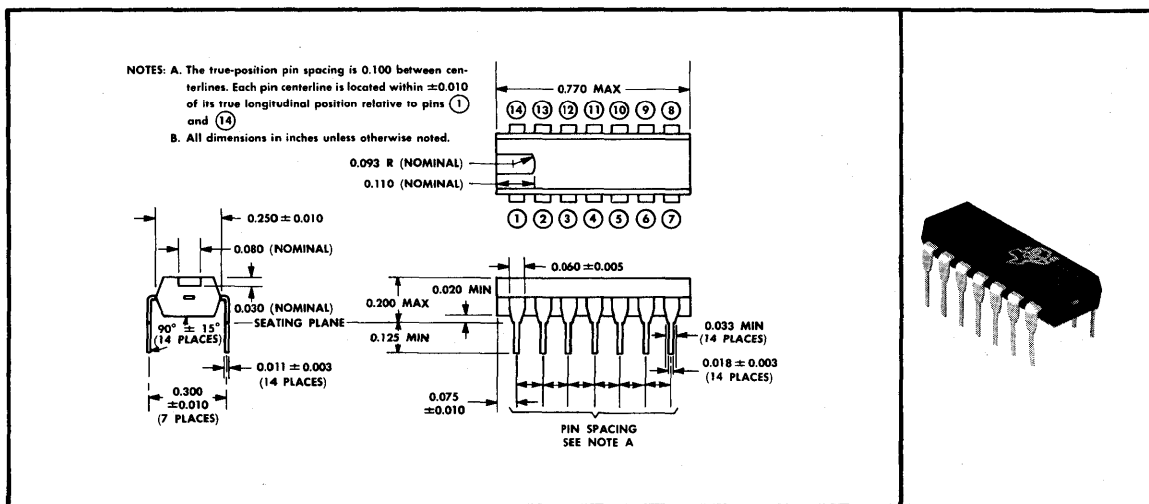 NOTES: A. The true-position pin spacing is 0.100 between cen-
terlines. Each pin centerline is located within ±0.010
of its true longitudinal position relative to pins ①
and ⑭
B. All dimensions in inches unless otherwise noted.
0.770 MAX
⑭ ⑬ ⑫ ⑪ ⑩ ⑨ ⑧
0.093 R (NOMINAL)
0.110 (NOMINAL)
① ② ③ ④ ⑤ ⑥ ⑦
0.250 ± 0.010
0.080 (NOMINAL)
0.030 (NOMINAL)
SEATING PLANE
90° ± 15°
(14 PLACES)
0.011 ± 0.003
(14 PLACES)
0.300
±0.010
(7 PLACES)
0.060 ±0.005
0.020 MIN
0.200 MAX
0.125 MIN
0.033 MIN
(14 PLACES)
0.018 ± 0.003
(14 PLACES)
0.075
±0.010
PIN SPACING
SEE NOTE A